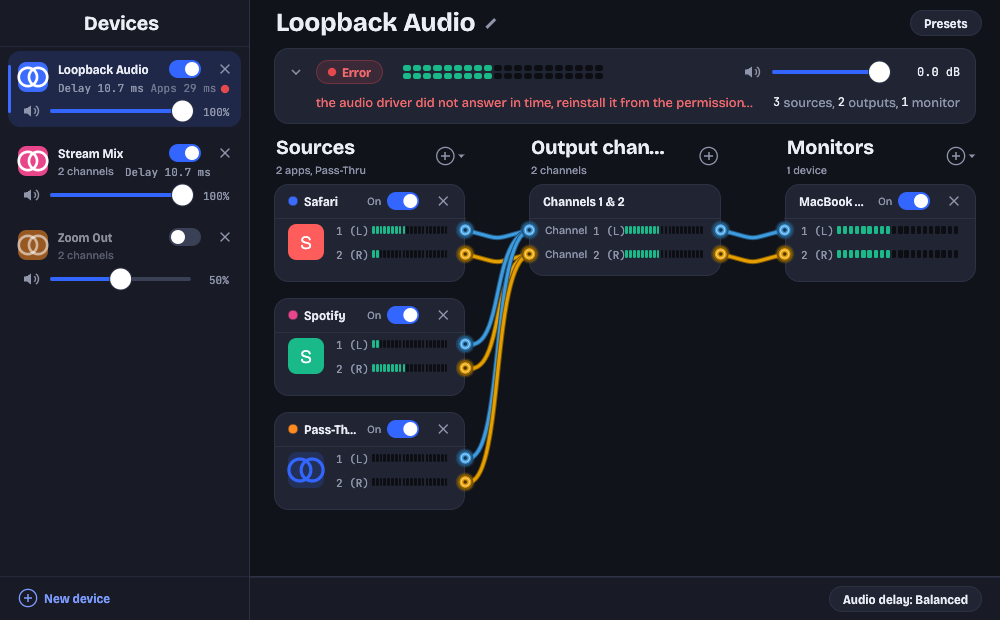 Devices
Loopback Audio
Delay 10.7 ms Apps 29 ms
100%
Stream Mix
2 channels Delay 10.7 ms
100%
Zoom Out
2 channels
50%
New device
Loopback Audio
Presets
Error
0.0 dB
the audio driver did not answer in time, reinstall it from the permission...
3 sources, 2 outputs, 1 monitor
Sources
2 apps, Pass-Thru
Safari On
S
1 (L)
2 (R)
Spotify On
S
1 (L)
2 (R)
Pass-Th... On
1 (L)
2 (R)
Output chan...
2 channels
Channels 1 & 2
Channel 1 (L)
Channel 2 (R)
Monitors
1 device
MacBook ... On
1 (L)
2 (R)
Audio delay: Balanced